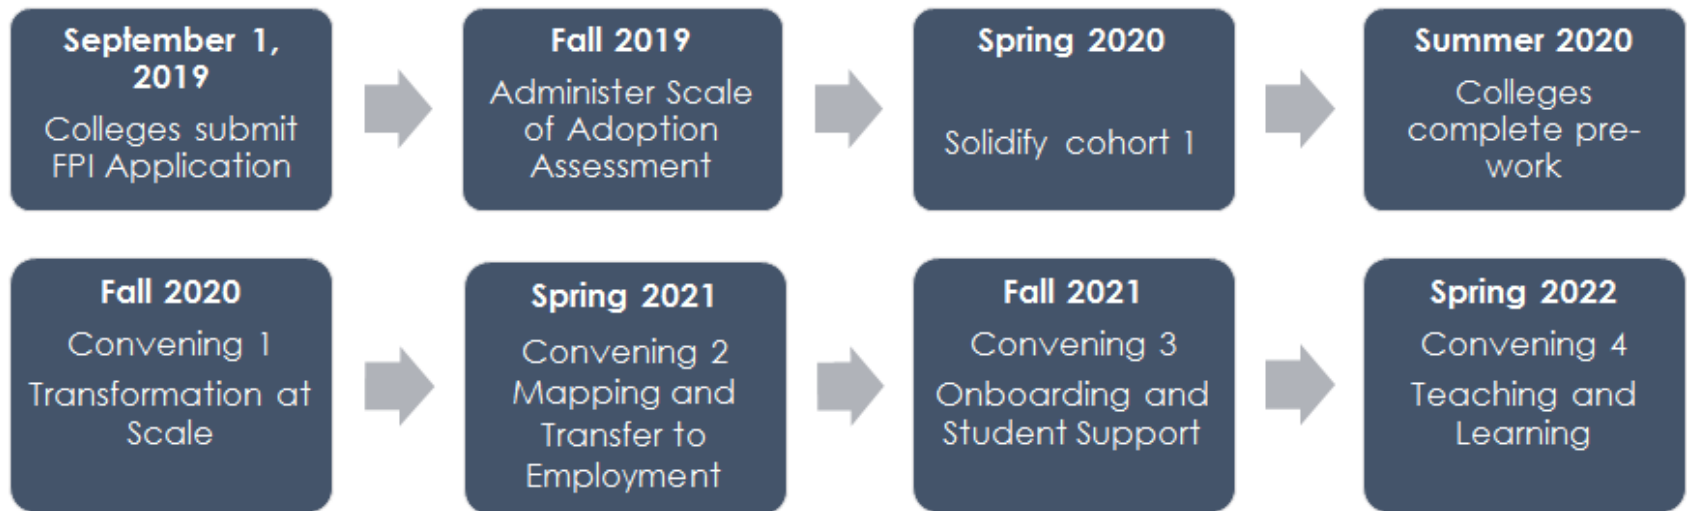 September 1,
2019
Colleges submit
FPI Application
Fall 2019
Administer Scale
of Adoption
Assessment
Spring 2020
Solidify cohort 1
Summer 2020
Colleges
complete pre-
work
Fall 2020
Convening 1
Transformation at
Scale
Spring 2021
Convening 2
Mapping and
Transfer to
Employment
Fall 2021
Convening 3
Onboarding and
Student Support
Spring 2022
Convening 4
Teaching and
Learning